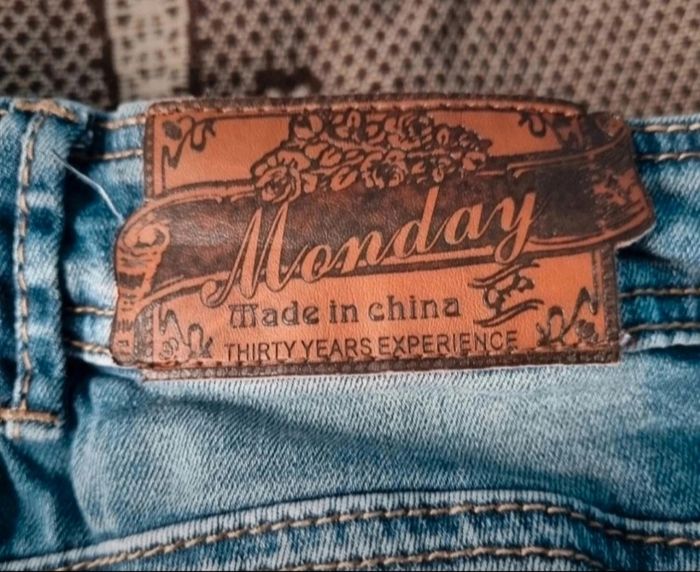 Monday
Made in china
THIRTY YEARS EXPERIENCE